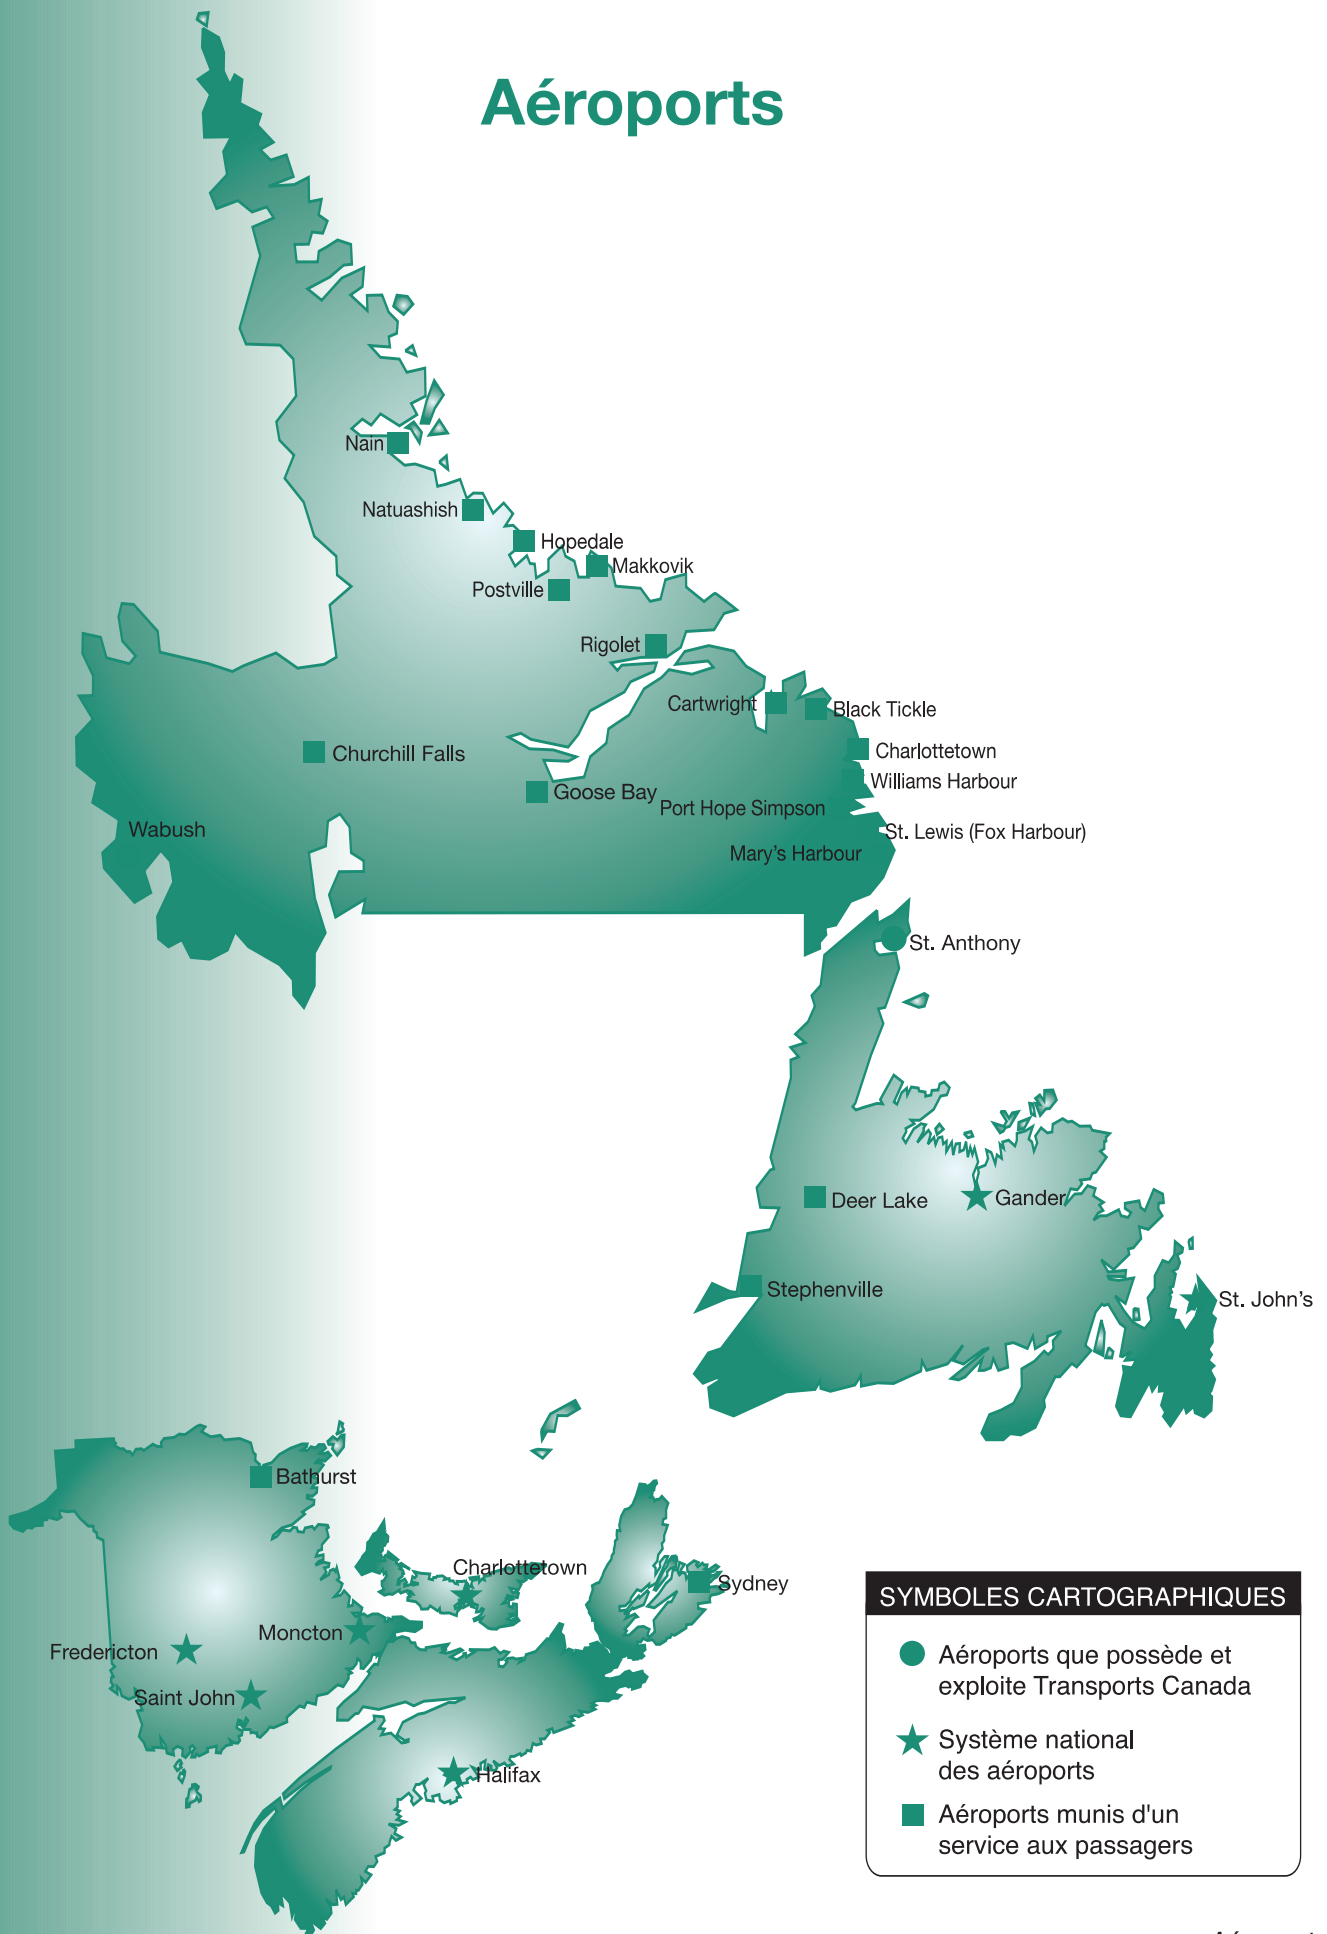 Aéroports
Nain
Natuashish
Hopedale
Makkovik
Postville
Rigolet
Cartwright
Black Tickle
Charlottetown
Churchill Falls
Williams Harbour
Goose Bay
Port Hope Simpson
Wabush
St. Lewis (Fox Harbour)
Mary's Harbour
St. Anthony
Deer Lake
Gander
Stephenville
St. John's
Bathurst
Charlottetown
Sydney
Moncton
Fredericton
Saint John
Halifax
SYMBOLES CARTOGRAPHIQUES
Aéroports que possède et
exploite Transports Canada
Système national
des aéroports
Aéroports munis d'un
service aux passagers